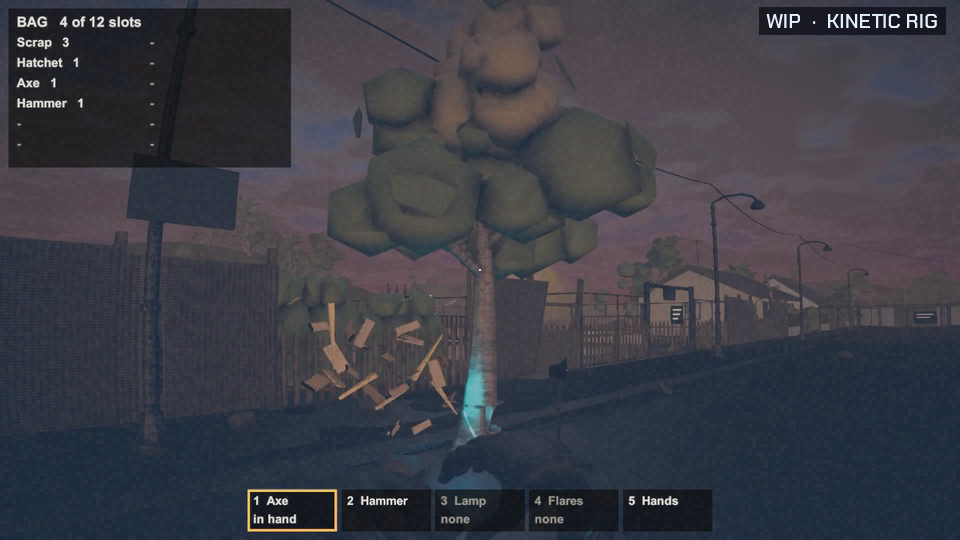 BAG 4 of 12 slots
Scrap 3 -
Hatchet 1 -
Axe 1 -
Hammer 1 -
- -
- -
WIP · KINETIC RIG
1 Axe
in hand
2 Hammer
3 Lamp
none
4 Flares
none
5 Hands